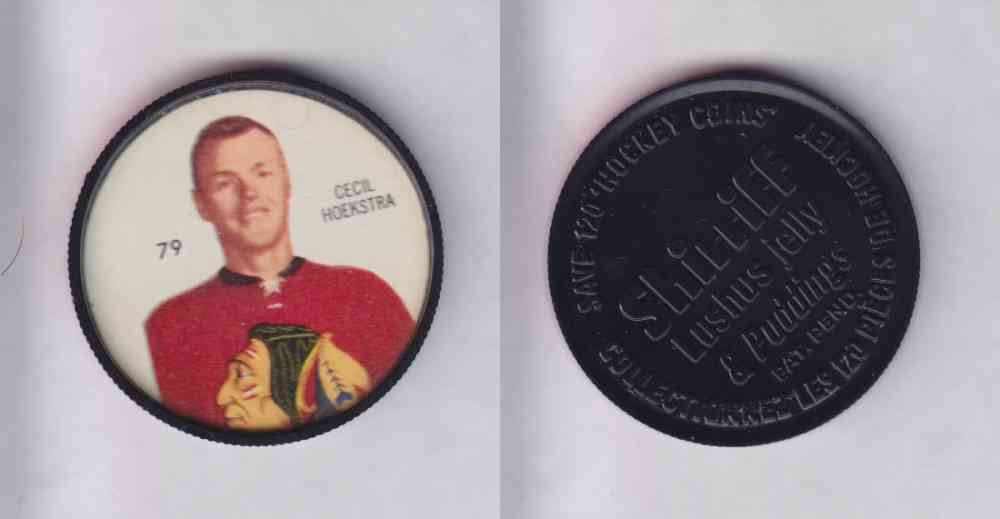 79
CECIL
HOEKSTRA
SAVE 120 "HOCKEY COINS"
COLLECTIONNEZ LES 120 PIÈCES DE HOCKEY
Shirriff
Lushus jelly
& Puddings
PAT. PEND.